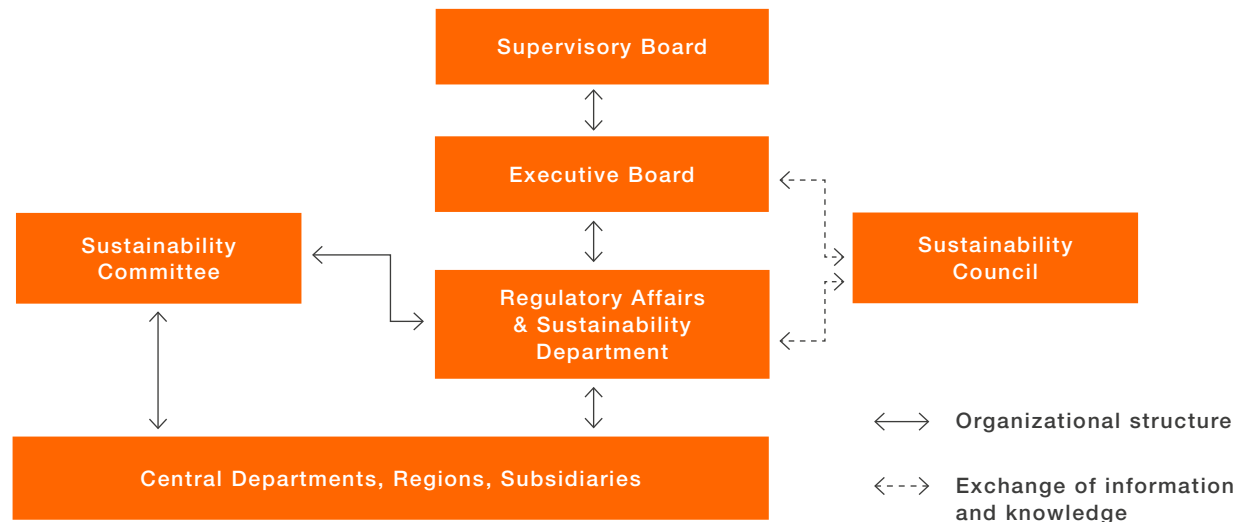 Supervisory Board
Executive Board
Sustainability
Committee
Sustainability
Council
Regulatory Affairs
& Sustainability
Department
Central Departments, Regions, Subsidiaries
Organizational structure
Exchange of information
and knowledge